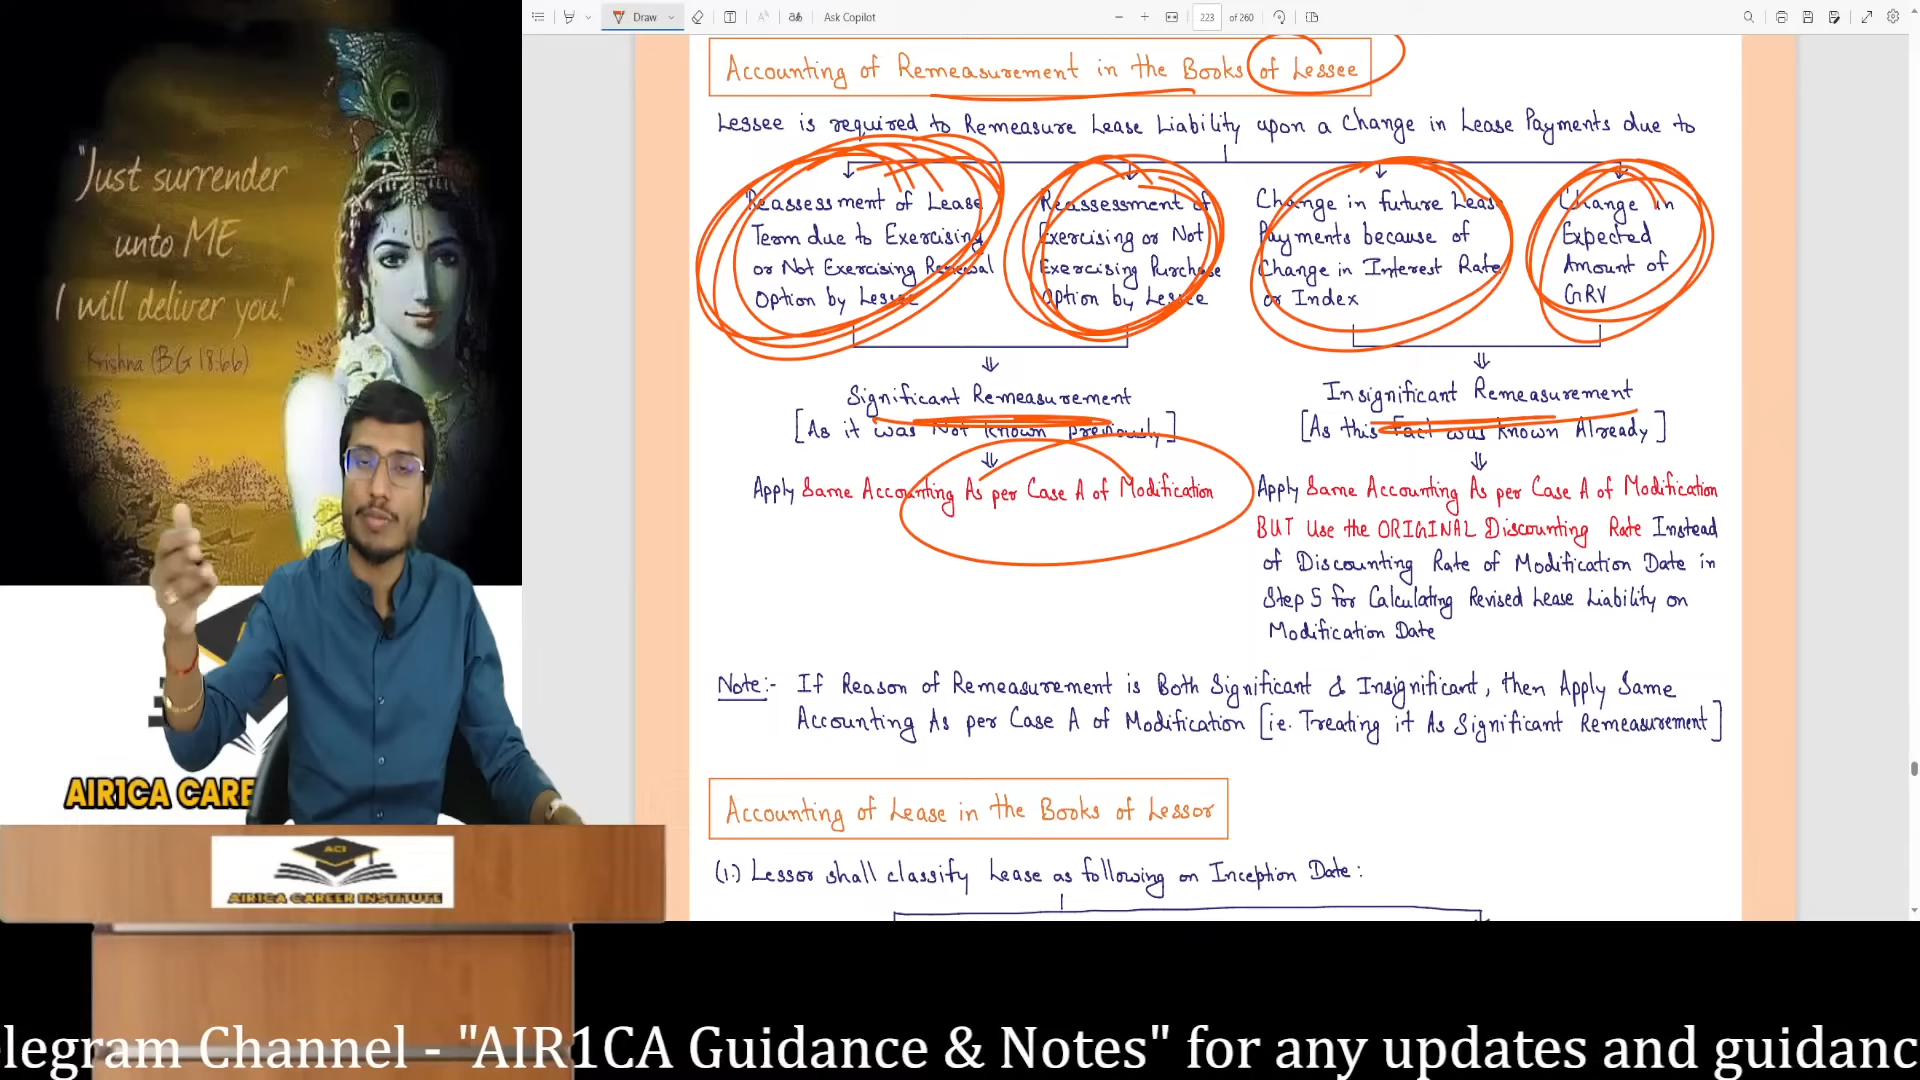 Draw
Ask Copilot
223 of 260
"Just surrender
unto ME
I will deliver you!"
Krishna (BG 18:66)
AIR1CA CARE
ACI
AIR1CA CAREER INSTITUTE
Accounting of Remeasurement in the Books of Lessee
Lessee is required to Remeasure Lease Liability upon a Change in Lease Payments due to
Reassessment of Lease
Term due to Exercising
or Not Exercising Renewal
Option by Lessee
Reassessment of
Exercising or Not
Exercising Purchase
Option by Lessee
Change in future Lease
Payments because of
Change in Interest Rate
or Index
Change in
Expected
Amount of
GRV
Significant Remeasurement
[As it was Not known previously]
Apply Same Accounting As per Case A of Modification
Insignificant Remeasurement
[As this Fact was known Already]
Apply Same Accounting As per Case A of Modification
BUT Use the ORIGINAL Discounting Rate Instead
of Discounting Rate of Modification Date in
Step 5 for Calculating Revised Lease Liability on
Modification Date
Note:- If Reason of Remeasurement is Both Significant & Insignificant, then Apply Same
Accounting As per Case A of Modification [ie. Treating it As Significant Remeasurement]
Accounting of Lease in the Books of Lessor
(1.) Lessor shall classify Lease as following on Inception Date:
elegram Channel - "AIR1CA Guidance & Notes" for any updates and guidanc